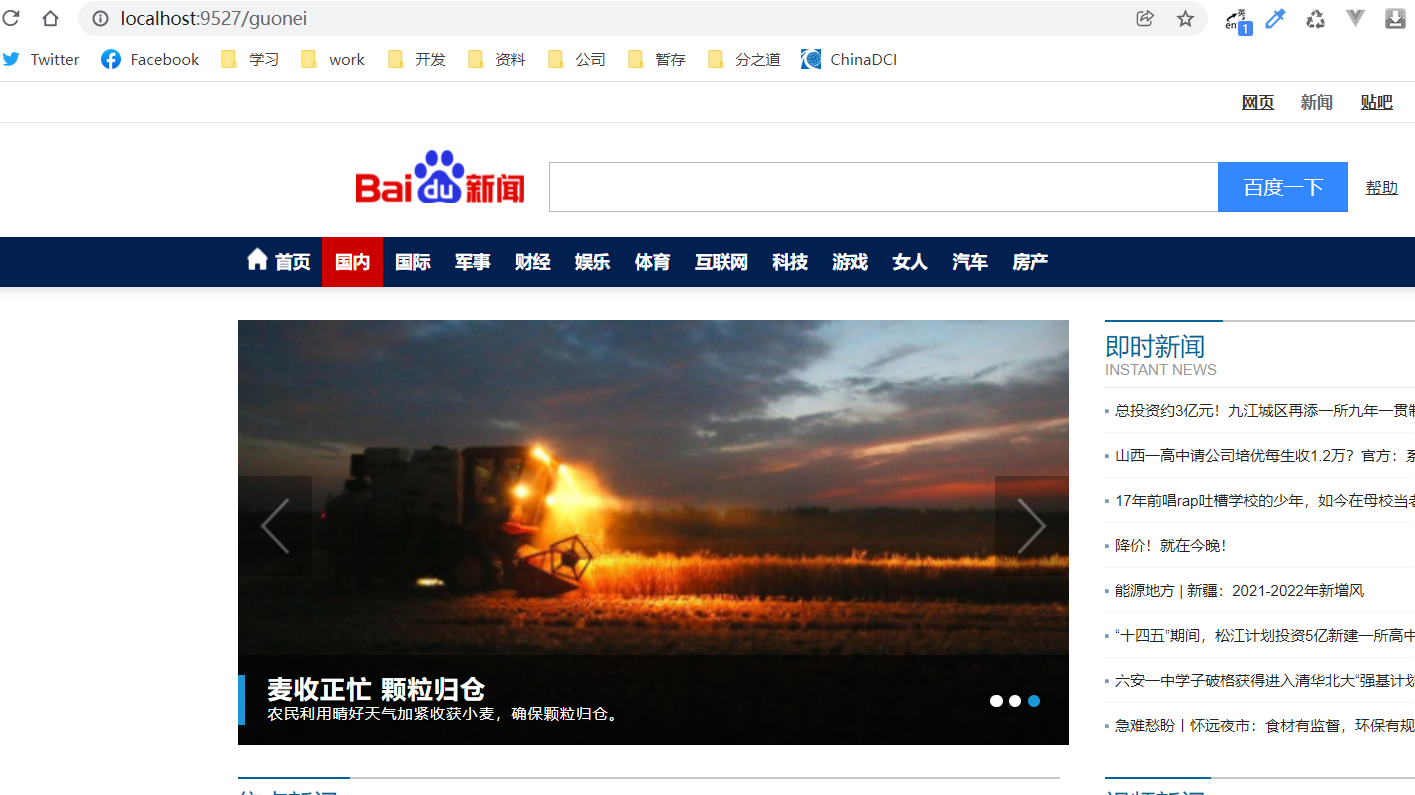 localhost:9527/guonei
英
en
1
Twitter Facebook 学习 work 开发 资料 公司 暂存 分之道 ChinaDCI
网页 新闻 贴吧
Baidu新闻 百度一下 帮助
首页 国内 国际 军事 财经 娱乐 体育 互联网 科技 游戏 女人 汽车 房产
麦收正忙 颗粒归仓
农民利用晴好天气加紧收获小麦，确保颗粒归仓。
即时新闻
INSTANT NEWS
总投资约3亿元！九江城区再添一所九年一贯制
山西一高中请公司培优每生收1.2万？官方：系
17年前唱rap吐槽学校的少年，如今在母校当老
降价！就在今晚！
能源地方 | 新疆：2021-2022年新增风
“十四五”期间，松江计划投资5亿新建一所高中
六安一中学子破格获得进入清华北大“强基计划
急难愁盼丨怀远夜市：食材有监督，环保有规